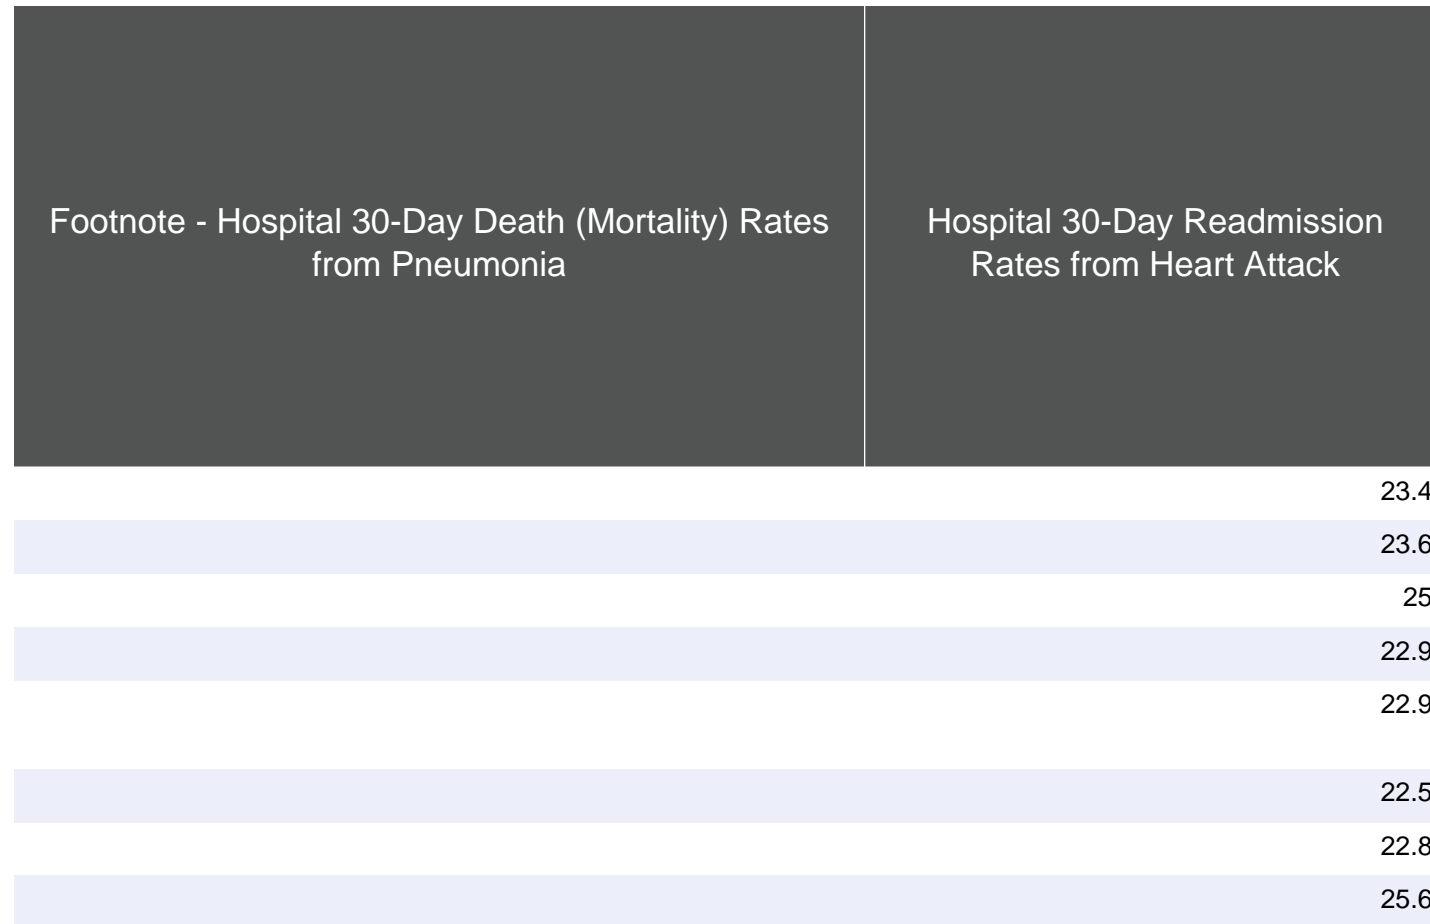 Footnote - Hospital 30-Day Death (Mortality) Rates
from Pneumonia
Hospital 30-Day Readmission
Rates from Heart Attack
23.4
23.6
25
22.9
22.9
22.5
22.8
25.6